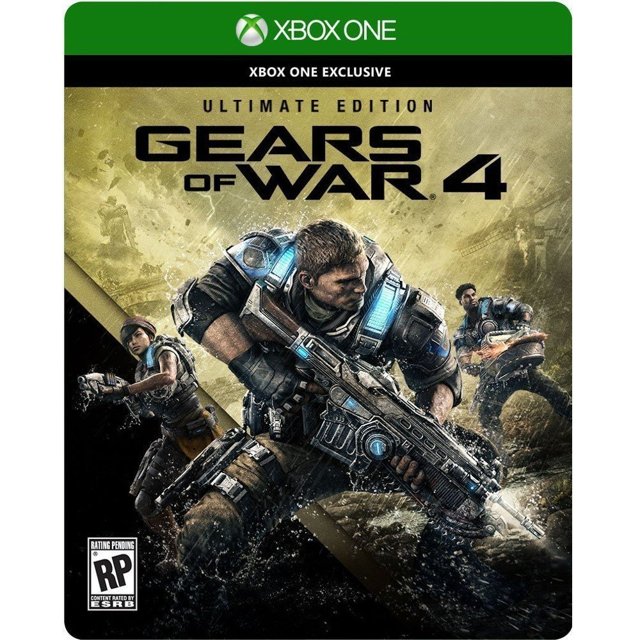 XBOX ONE
XBOX ONE EXCLUSIVE
ULTIMATE EDITION
GEARS
OF WAR® 4
RATING PENDING
RP
CONTENT RATED BY
ESRB